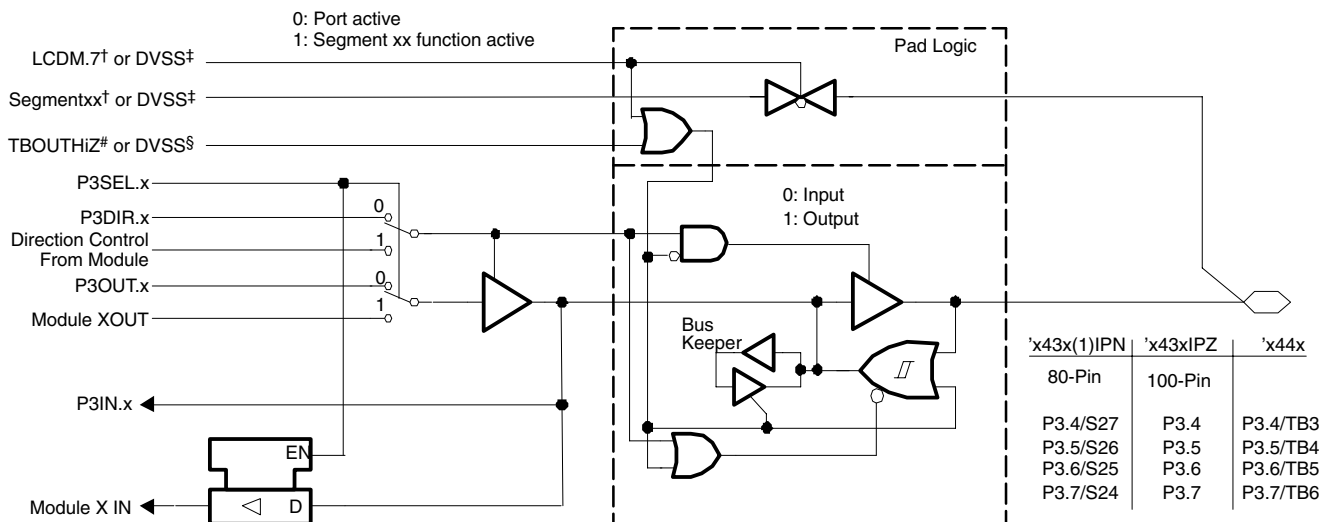 0: Port active
1: Segment xx function active
Pad Logic
LCDM.7† or DVSS‡
Segmentxx† or DVSS‡
TBOUTHiZ# or DVSS§
P3SEL.x
0: Input
1: Output
P3DIR.x
0
Direction Control
From Module
1
P3OUT.x
0
1
Module XOUT
Bus
Keeper
'x43x(1)IPN 'x43xIPZ 'x44x
80-Pin 100-Pin
P3.4/S27 P3.4 P3.4/TB3
P3.5/S26 P3.5 P3.5/TB4
P3.6/S25 P3.6 P3.6/TB5
P3.7/S24 P3.7 P3.7/TB6
P3IN.x
EN
Module X IN
D